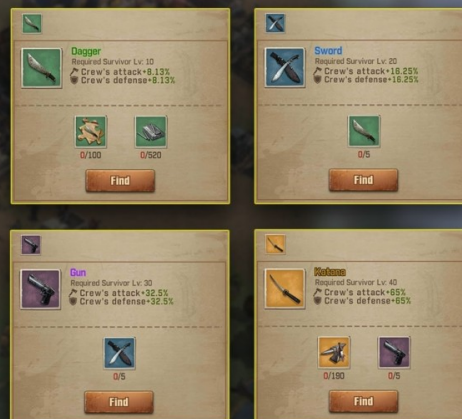 Dagger
Required Survivor Lv. 10
Crew's attack+8.13%
Crew's defense+8.13%
0/100
0/520
Find
Sword
Required Survivor Lv. 20
Crew's attack+16.25%
Crew's defense+16.25%
0/5
Find
Gun
Required Survivor Lv. 30
Crew's attack+32.5%
Crew's defense+32.5%
0/5
Find
Katana
Required Survivor Lv. 40
Crew's attack+65%
Crew's defense+65%
0/190
0/5
Find